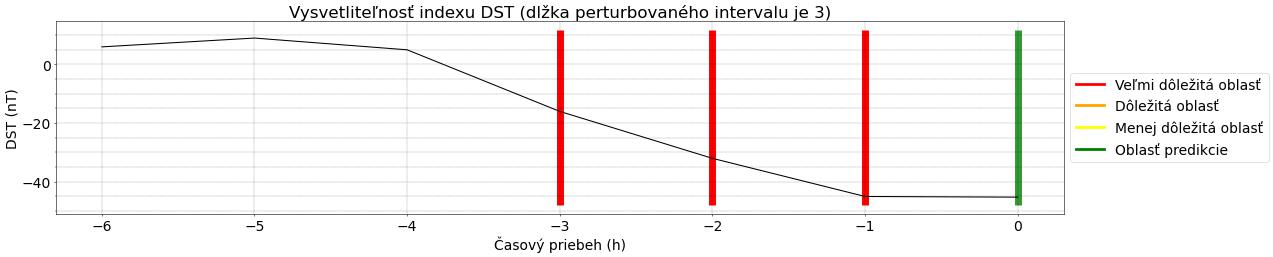 Vysvetliteľnosť indexu DST (dĺžka perturbovaného intervalu je 3)
DST (nT)
0
−20
−40
−6 −5 −4 −3 −2 −1 0
Časový priebeh (h)
Veľmi dôležitá oblasť
Dôležitá oblasť
Menej dôležitá oblasť
Oblasť predikcie